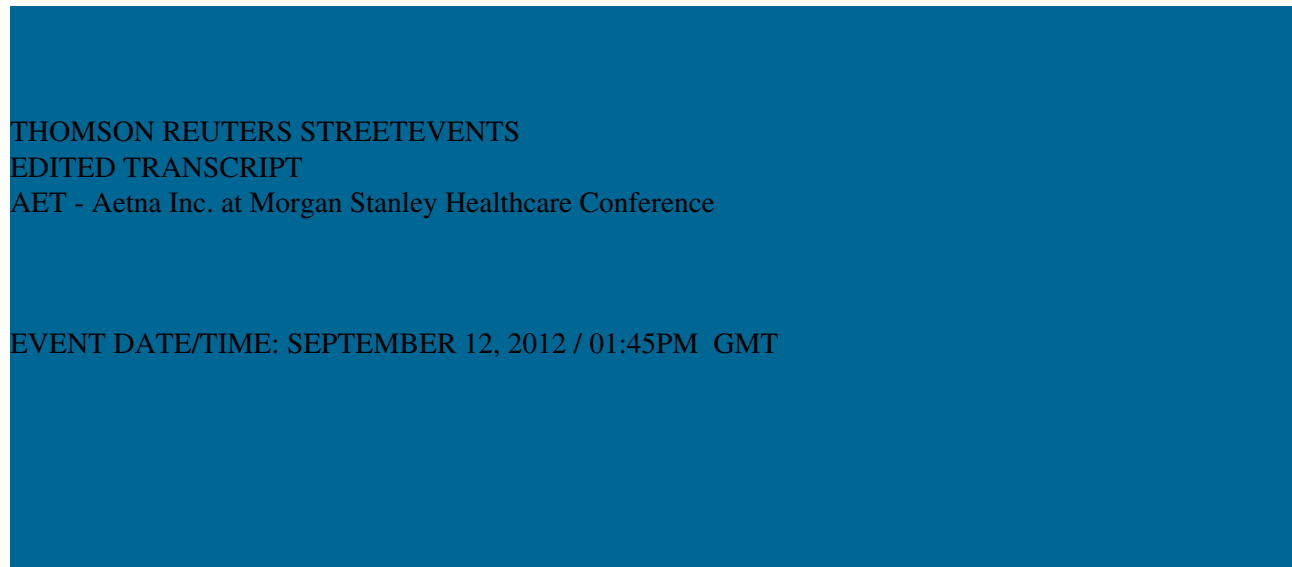 THOMSON REUTERS STREETEVENTS
EDITED TRANSCRIPT
AET - Aetna Inc. at Morgan Stanley Healthcare Conference
EVENT DATE/TIME: SEPTEMBER 12, 2012 / 01:45PM GMT